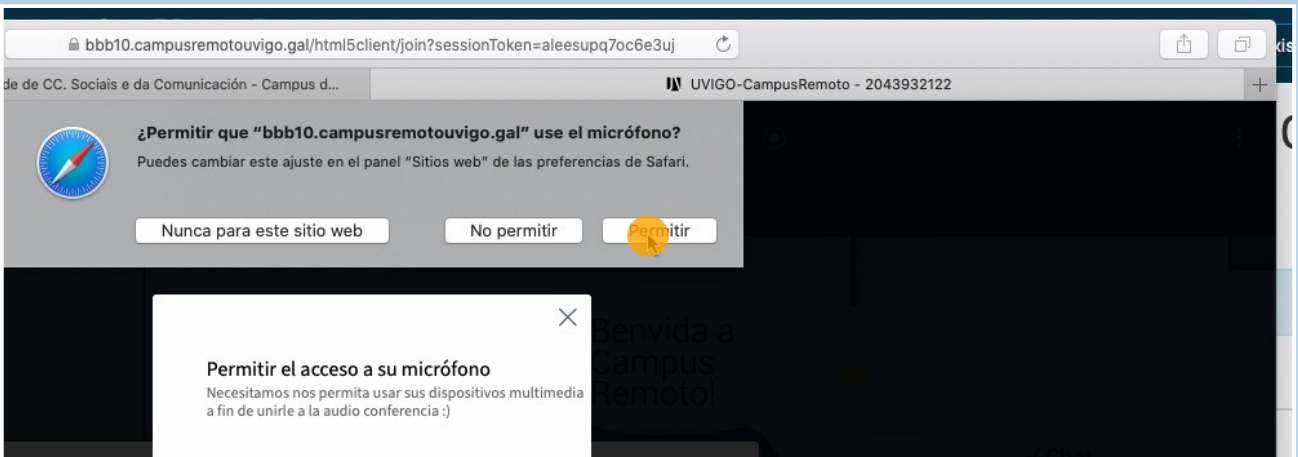 bbb10.campusremotouvigo.gal/html5client/join?sessionToken=aleesupq7oc6e3uj
de de CC. Sociais e da Comunicación - Campus d...
UVIGO-CampusRemoto - 2043932122
¿Permitir que “bbb10.campusremotouvigo.gal” use el micrófono?
Puedes cambiar este ajuste en el panel “Sitios web” de las preferencias de Safari.
Nunca para este sitio web
No permitir
Permitir
Benvida a
Campus
Remoto!
Permitir el acceso a su micrófono
Necesitamos nos permita usar sus dispositivos multimedia
a fin de unirle a la audio conferencia :)